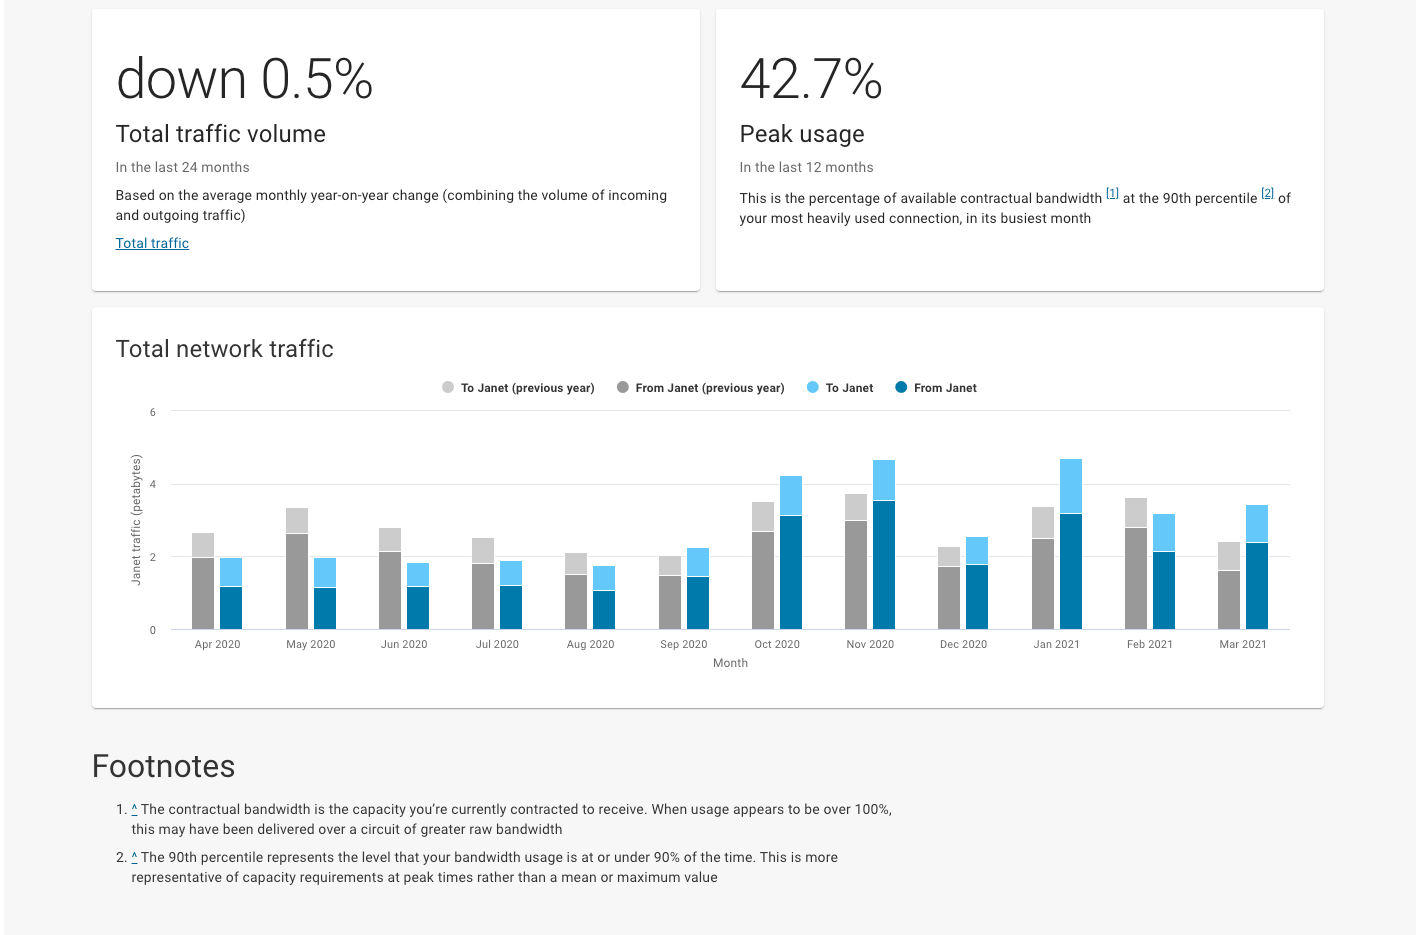 down 0.5%
Total traffic volume
In the last 24 months
Based on the average monthly year-on-year change (combining the volume of incoming
and outgoing traffic)
Total traffic
42.7%
Peak usage
In the last 12 months
This is the percentage of available contractual bandwidth [1] at the 90th percentile [2] of
your most heavily used connection, in its busiest month
Total network traffic
To Janet (previous year) From Janet (previous year) To Janet From Janet
Janet traffic (petabytes)
6
4
2
0
Apr 2020 May 2020 Jun 2020 Jul 2020 Aug 2020 Sep 2020 Oct 2020 Nov 2020 Dec 2020 Jan 2021 Feb 2021 Mar 2021
Month
Footnotes
1. ^ The contractual bandwidth is the capacity you’re currently contracted to receive. When usage appears to be over 100%,
this may have been delivered over a circuit of greater raw bandwidth
2. ^ The 90th percentile represents the level that your bandwidth usage is at or under 90% of the time. This is more
representative of capacity requirements at peak times rather than a mean or maximum value